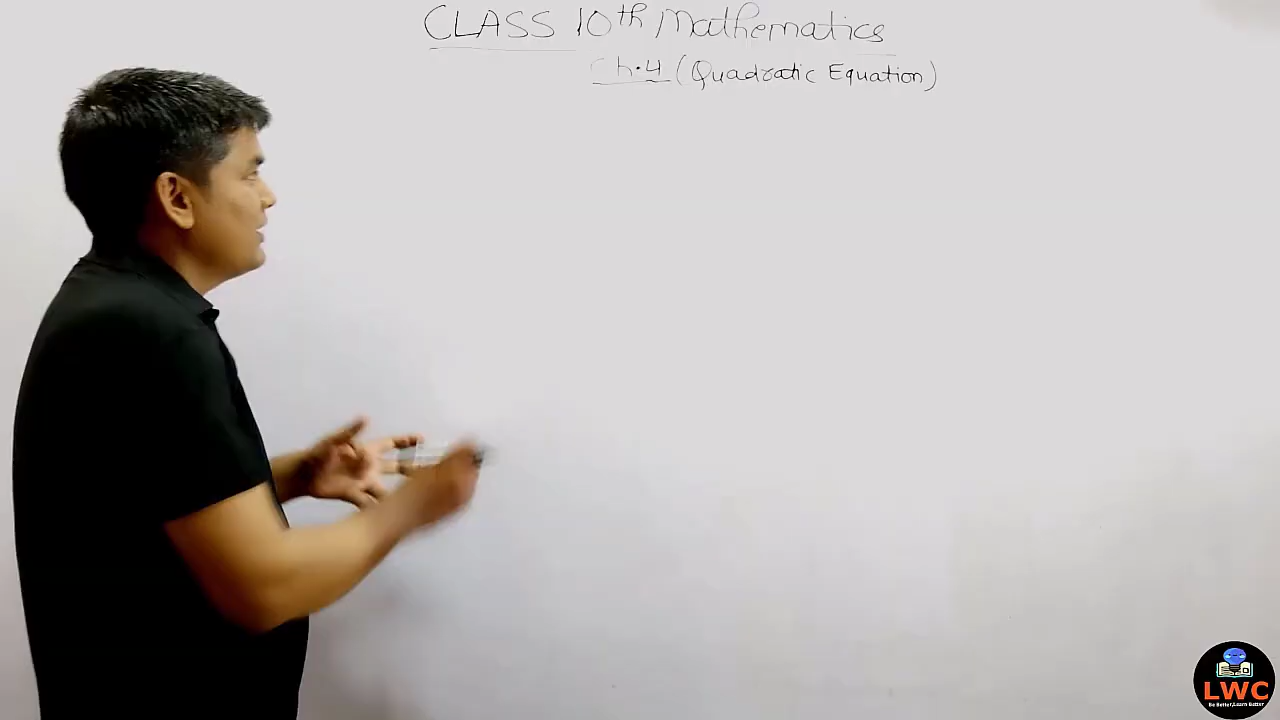 CLASS 10th Mathematics
Ch.4 (Quadratic Equation)
LWC
Be Better,Learn Better